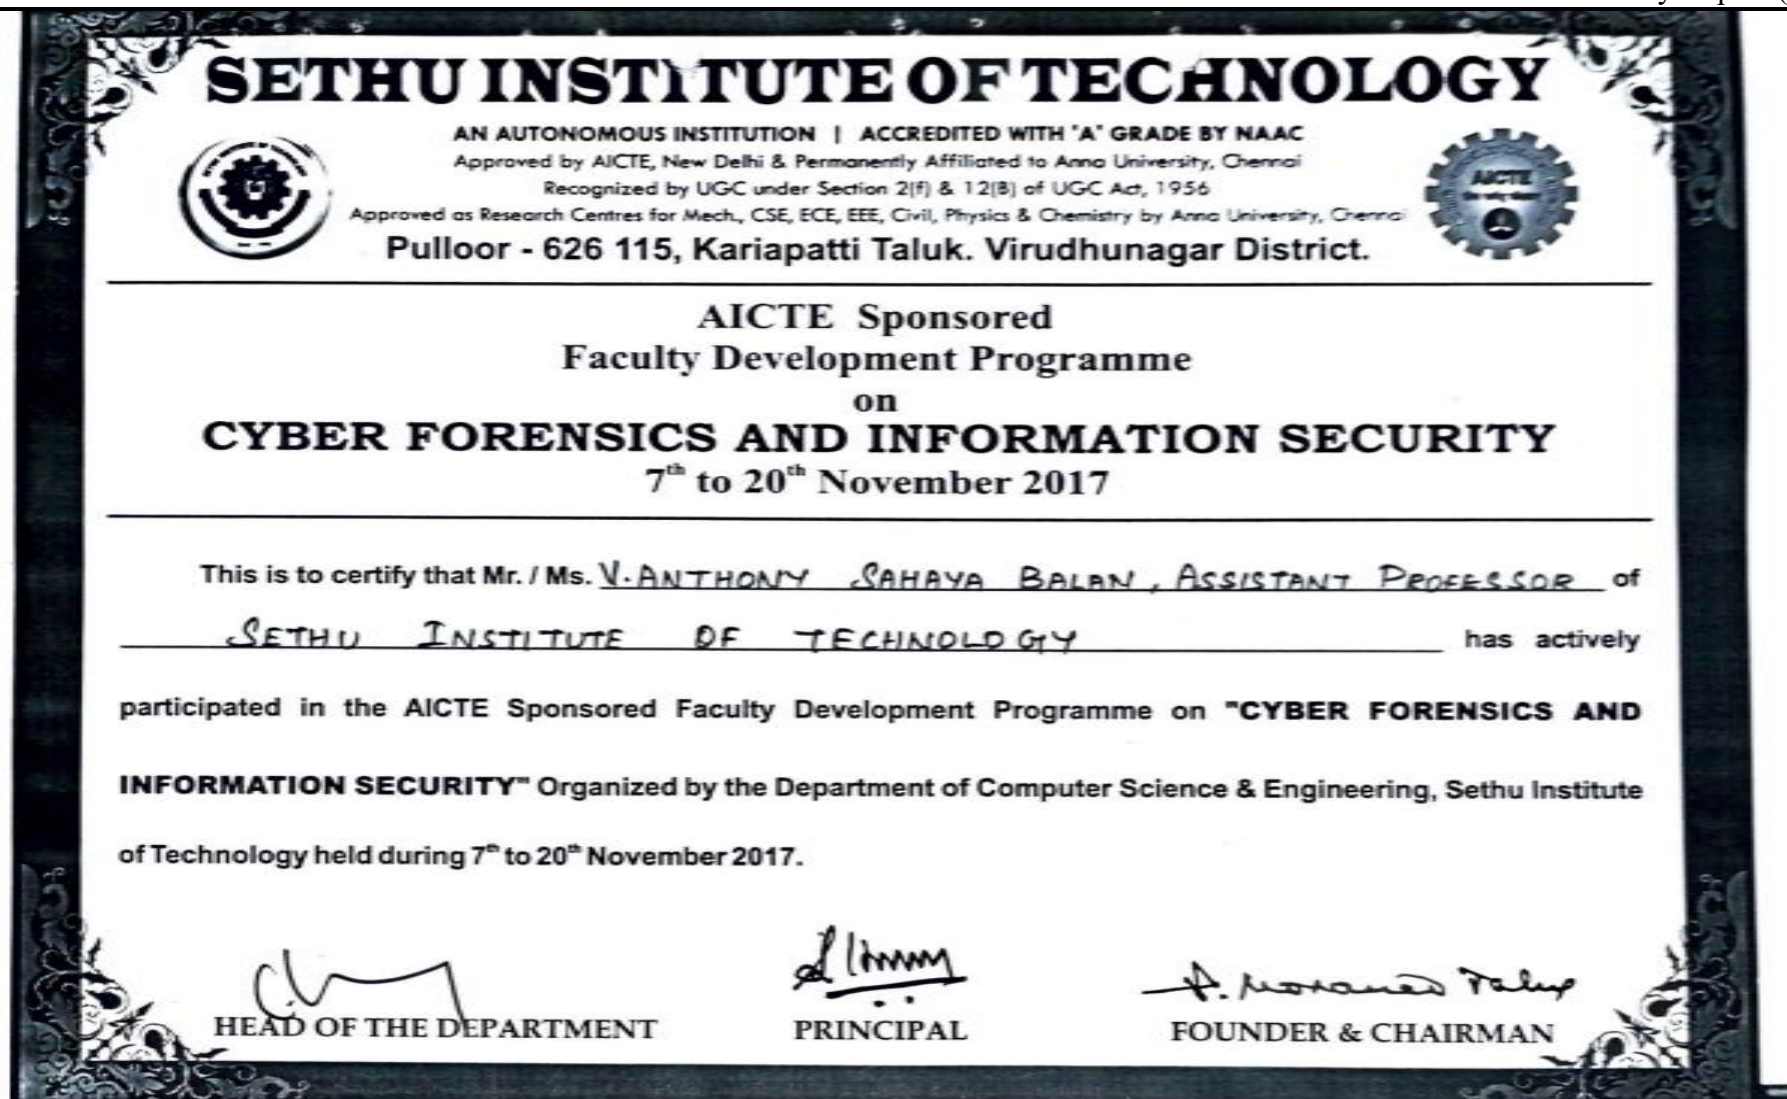 SETHU INSTITUTE OF TECHNOLOGY
AN AUTONOMOUS INSTITUTION | ACCREDITED WITH "A" GRADE BY NAAC
Approved by AICTE, New Delhi & Permanently Affiliated to Anna University, Chennai
Recognized by UGC under Section 2(f) & 12(B) of UGC Act, 1956
Approved as Research Centres for Mech., CSE, ECE, EEE, Civil, Physics & Chemistry by Anna University, Chennai
AICTE
Pulloor - 626 115, Kariapatti Taluk. Virudhunagar District.
AICTE Sponsored
Faculty Development Programme
on
CYBER FORENSICS AND INFORMATION SECURITY
7th to 20th November 2017
This is to certify that Mr. / Ms. V. ANTHONY SAHAYA BALAN, ASSISTANT PROFESSOR of
SETHU INSTITUTE OF TECHNOLOGY has actively
participated in the AICTE Sponsored Faculty Development Programme on "CYBER FORENSICS AND
INFORMATION SECURITY" Organized by the Department of Computer Science & Engineering, Sethu Institute
of Technology held during 7th to 20th November 2017.
HEAD OF THE DEPARTMENT
PRINCIPAL
FOUNDER & CHAIRMAN